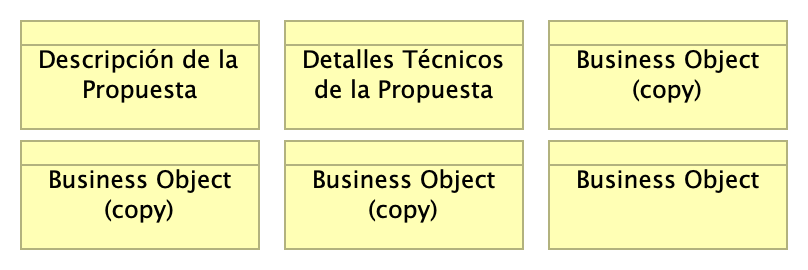 Descripción de la
Propuesta
Detalles Técnicos
de la Propuesta
Business Object
(copy)
Business Object
(copy)
Business Object
(copy)
Business Object